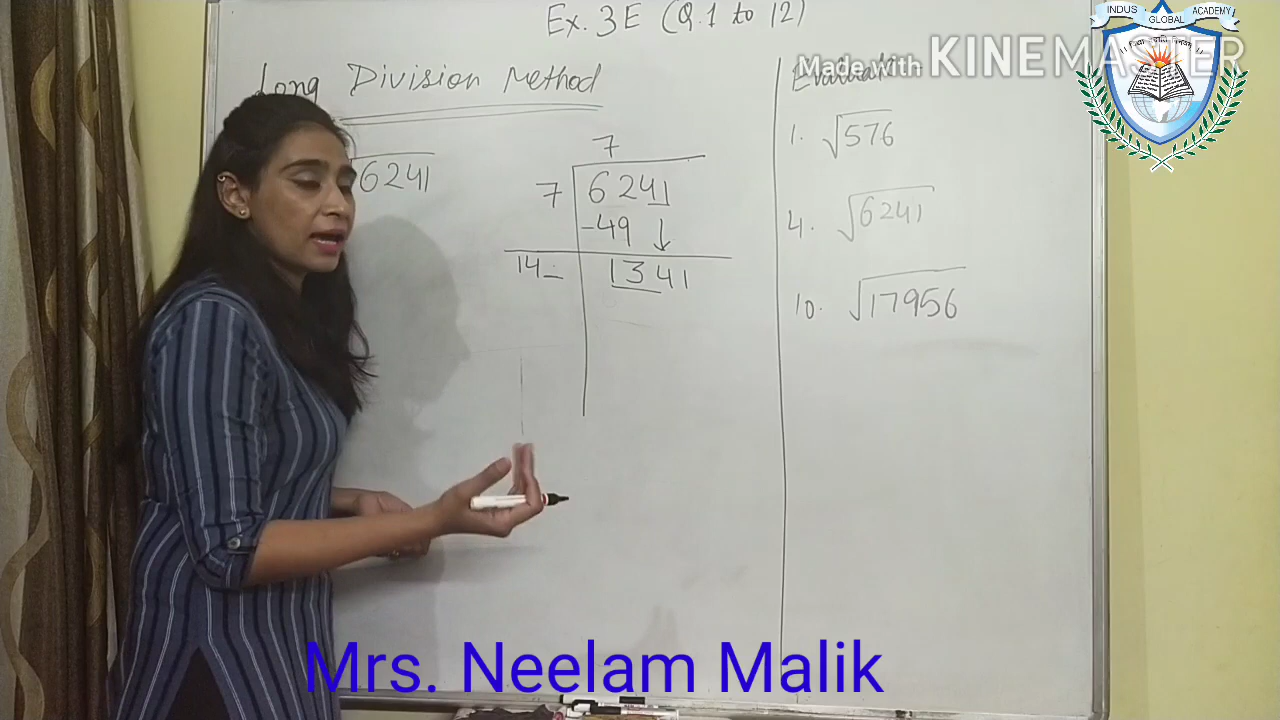 Ex. 3E (Q.1 to 12)
Long Division Method
6241
7
7 6241
-49 ↓
14_ 1341
1. √576
4. √6241
10. √17956
Made with KINEMASTER
INDUS GLOBAL ACADEMY
Mrs. Neelam Malik